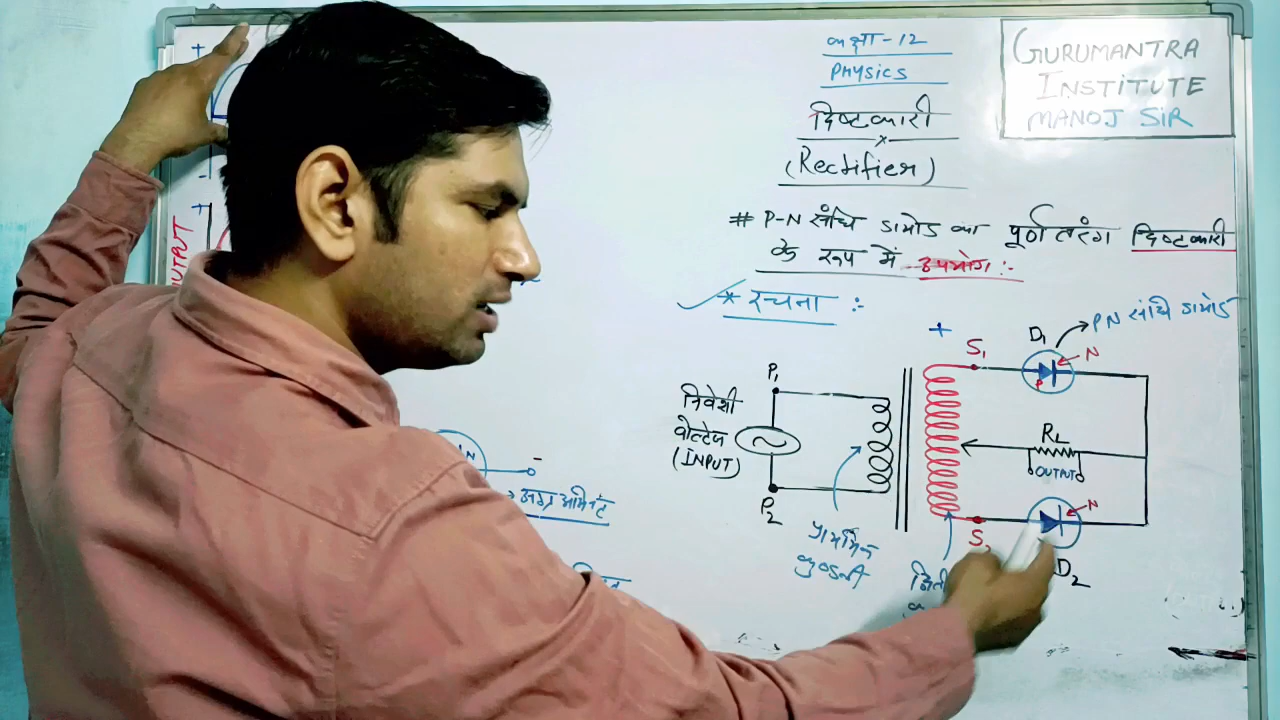 कक्षा-12
Physics
दिष्टकारी
(Rectifier)
GURUMANTRA
INSTITUTE
MANOJ SIR
# P-N संधि डायोड का पूर्ण तरंग दिष्टकारी
के रूप में उपयोग :-
* रचना :-
+
-
+
OUTPUT
+
S₁
D₁
PN संधि डायोड
N
P
P₁
वोल्टेज
(INPUT)
P₂
RL
OUTPUT
N
D₂
प्राथमिक
कुण्डली
N
-